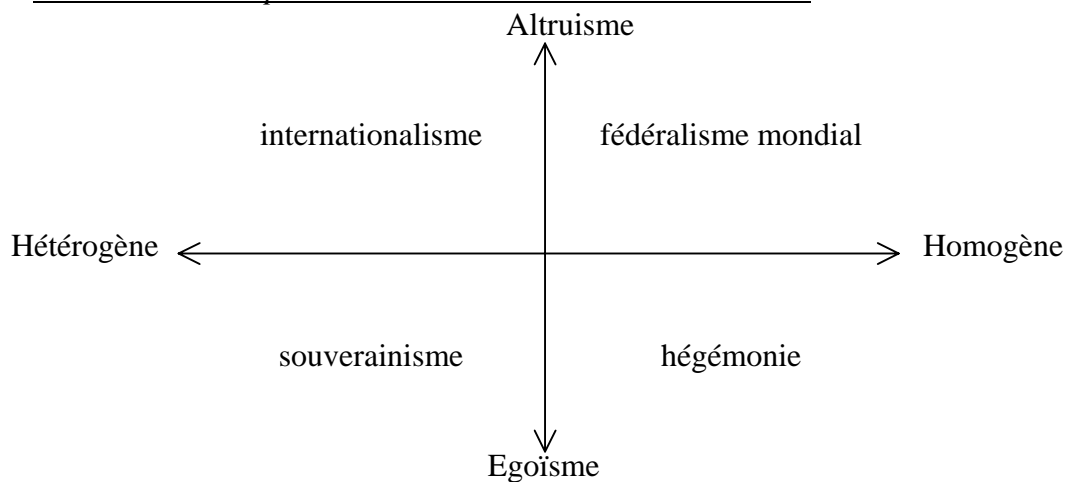 Altruisme
internationalisme fédéralisme mondial
Hétérogène Homogène
souverainisme hégémonie
Egoïsme